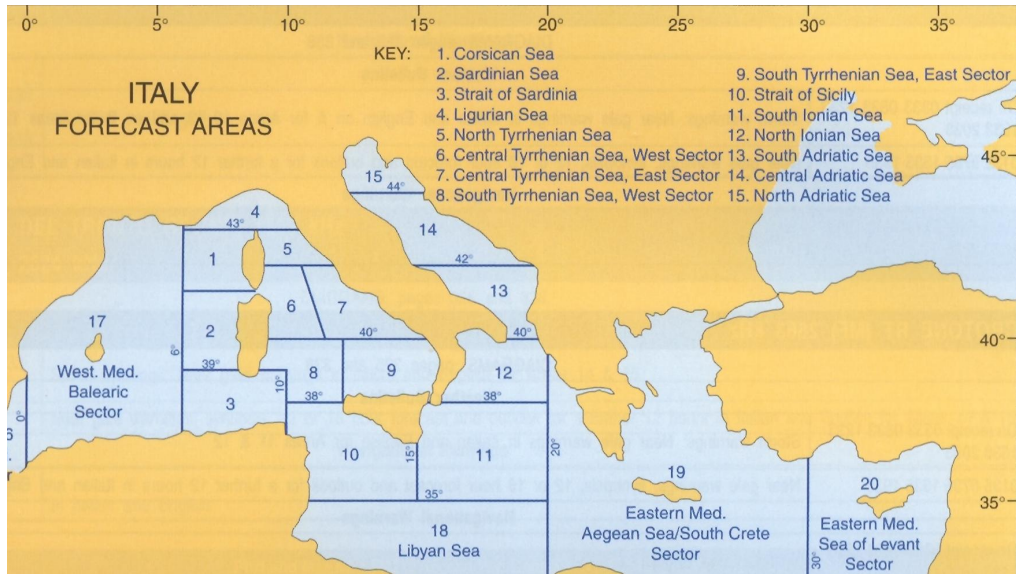 0° 5° 10° 15° 20° 25° 30° 35°
ITALY
FORECAST AREAS
KEY:
1. Corsican Sea
2. Sardinian Sea
3. Strait of Sardinia
4. Ligurian Sea
5. North Tyrrhenian Sea
6. Central Tyrrhenian Sea, West Sector
7. Central Tyrrhenian Sea, East Sector
8. South Tyrrhenian Sea, West Sector
9. South Tyrrhenian Sea, East Sector
10. Strait of Sicily
11. South Ionian Sea
12. North Ionian Sea
13. South Adriatic Sea
14. Central Adriatic Sea
15. North Adriatic Sea
45°
15
44°
4
43°
14
1
5
42°
13
6
7
17
2
6°
40°
40°
40°
39°
West. Med.
Balearic
Sector
8
9
12
10°
38°
38°
3
0°
10
15°
11
20°
19
20
35°
35°
18
Libyan Sea
Eastern Med.
Aegean Sea/South Crete
Sector
Eastern Med.
Sea of Levant
Sector
30°